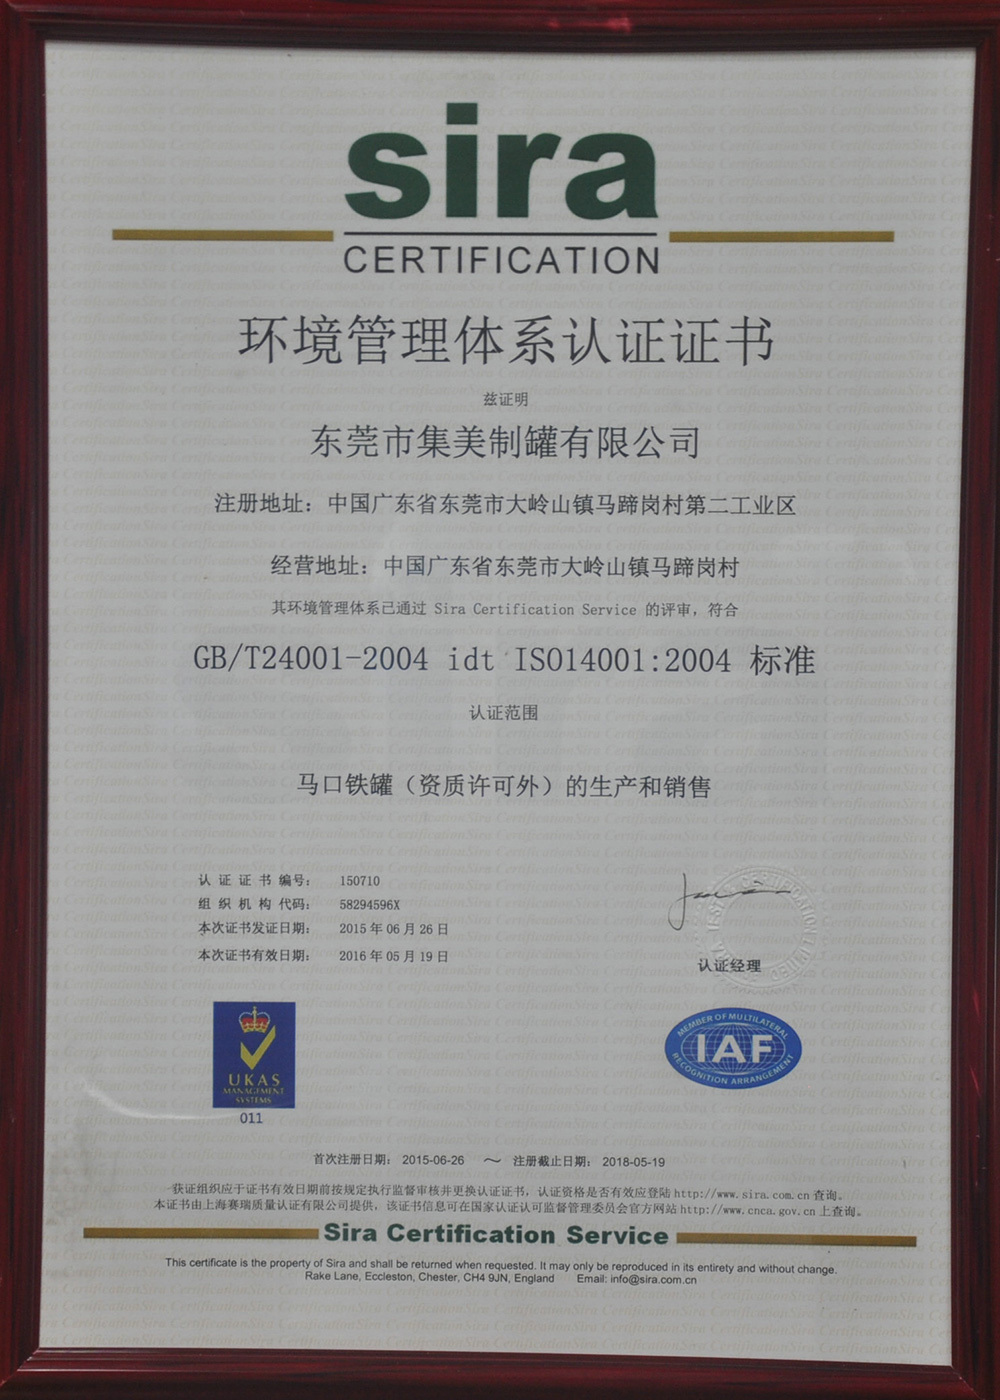 sira
CERTIFICATION
环境管理体系认证证书
兹证明
东莞市集美制罐有限公司
注册地址：中国广东省东莞市大岭山镇马蹄岗村第二工业区
经营地址：中国广东省东莞市大岭山镇马蹄岗村
其环境管理体系已通过 Sira Certification Service 的评审，符合
GB/T24001-2004 idt ISO14001:2004 标准
认证范围
马口铁罐（资质许可外）的生产和销售
认证证书编号： 150710
组织机构代码： 58294596X
本次证书发证日期： 2015年06月26日
本次证书有效日期： 2016年05月19日
认证经理
UKAS
MANAGEMENT
SYSTEMS
011
MEMBER OF MULTILATERAL
IAF
RECOGNITION ARRANGEMENT
首次注册日期： 2015-06-26 ～ 注册截止日期： 2018-05-19
获证组织应于证书有效日期前按规定执行监督审核并更换认证证书，认证资格是否有效应登陆http://www.sira.com.cn查询。
本证书由上海赛瑞质量认证有限公司提供，该证书信息可在国家认证认可监督管理委员会官方网站http://www.cnca.gov.cn上查询。
Sira Certification Service
This certificate is the property of Sira and shall be returned when requested. It may only be reproduced in its entirety and without change.
Rake Lane, Eccleston, Chester, CH4 9JN, England Email: info@sira.com.cn